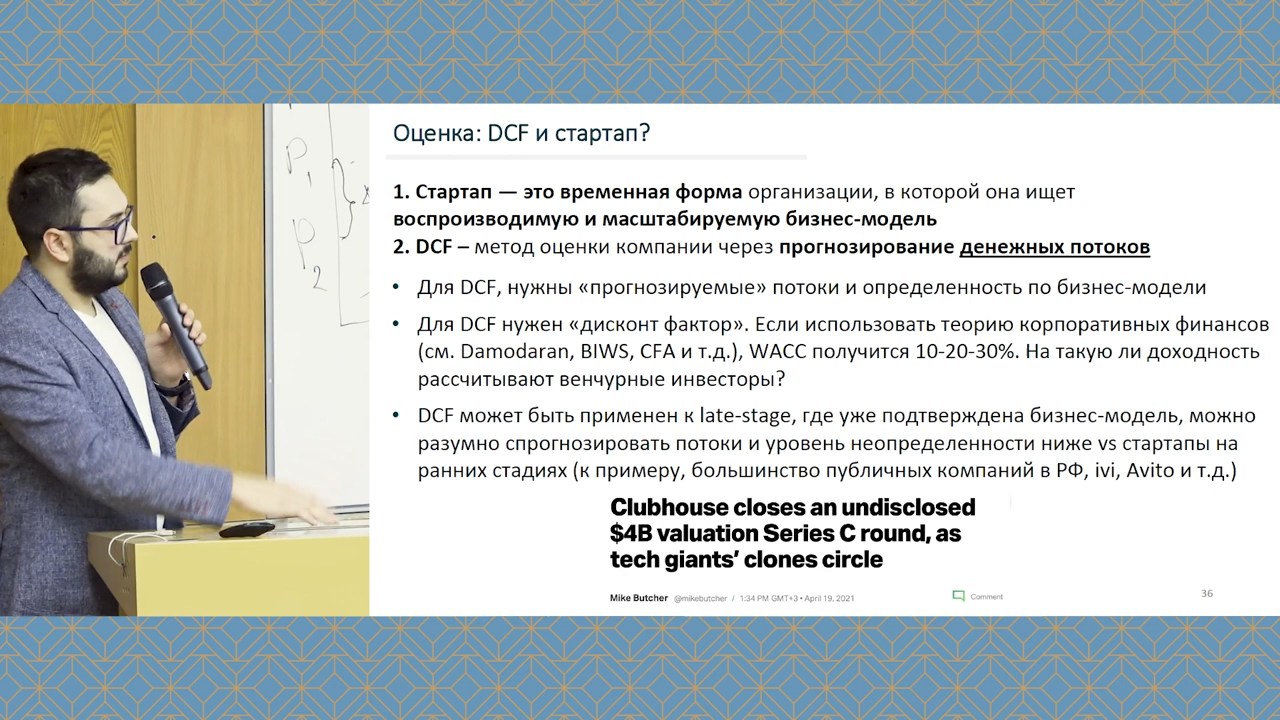 P
1
P
2
Оценка: DCF и стартап?
1. Стартап — это временная форма организации, в которой она ищет
воспроизводимую и масштабируемую бизнес-модель
2. DCF – метод оценки компании через прогнозирование денежных потоков
• Для DCF, нужны «прогнозируемые» потоки и определенность по бизнес-модели
• Для DCF нужен «дисконт фактор». Если использовать теорию корпоративных финансов
(см. Damodaran, BIWS, CFA и т.д.), WACC получится 10-20-30%. На такую ли доходность
рассчитывают венчурные инвесторы?
• DCF может быть применен к late-stage, где уже подтверждена бизнес-модель, можно
разумно спрогнозировать потоки и уровень неопределенности ниже vs стартапы на
ранних стадиях (к примеру, большинство публичных компаний в РФ, ivi, Avito и т.д.)
Clubhouse closes an undisclosed
$4B valuation Series C round, as
tech giants’ clones circle
Mike Butcher @mikebutcher / 1:34 PM GMT+3 • April 19, 2021 Comment
36